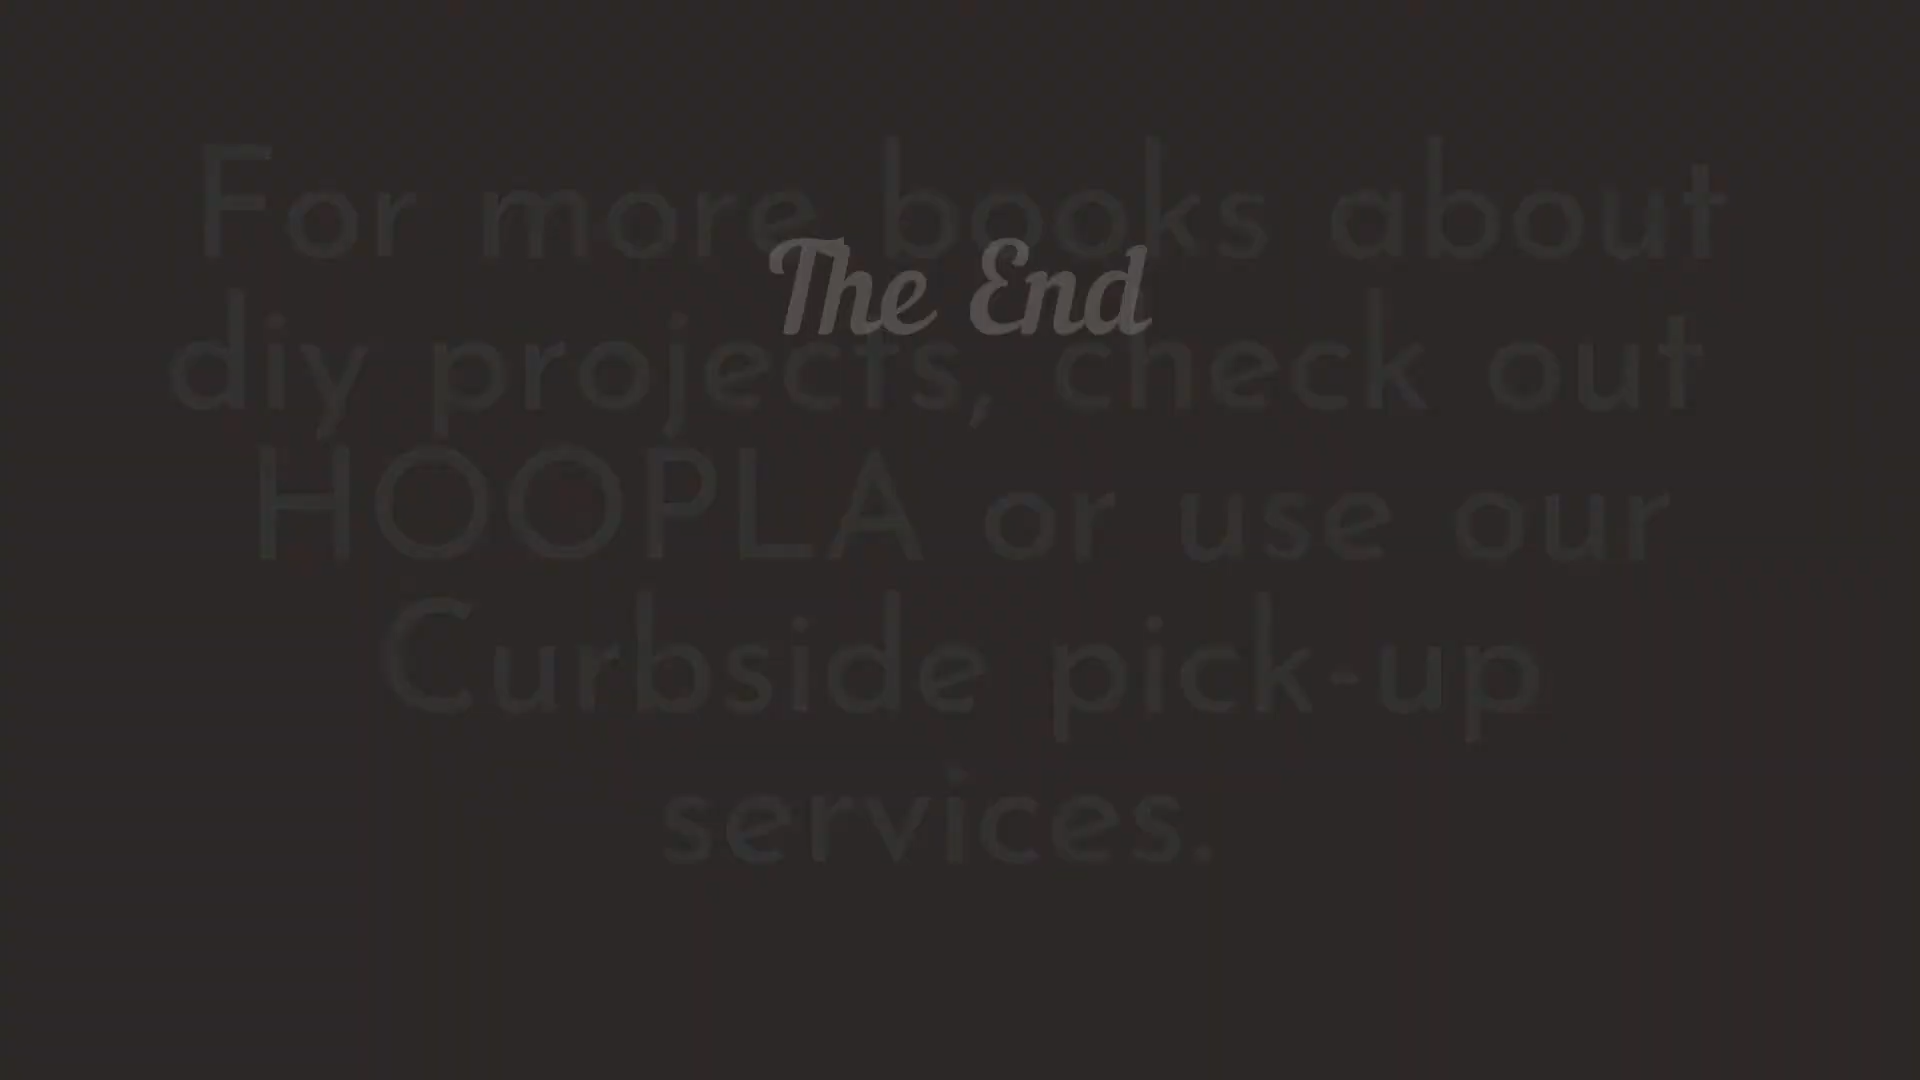 For more books about
The End
diy projects, check out
HOOPLA or use our
Curbside pick-up
services.